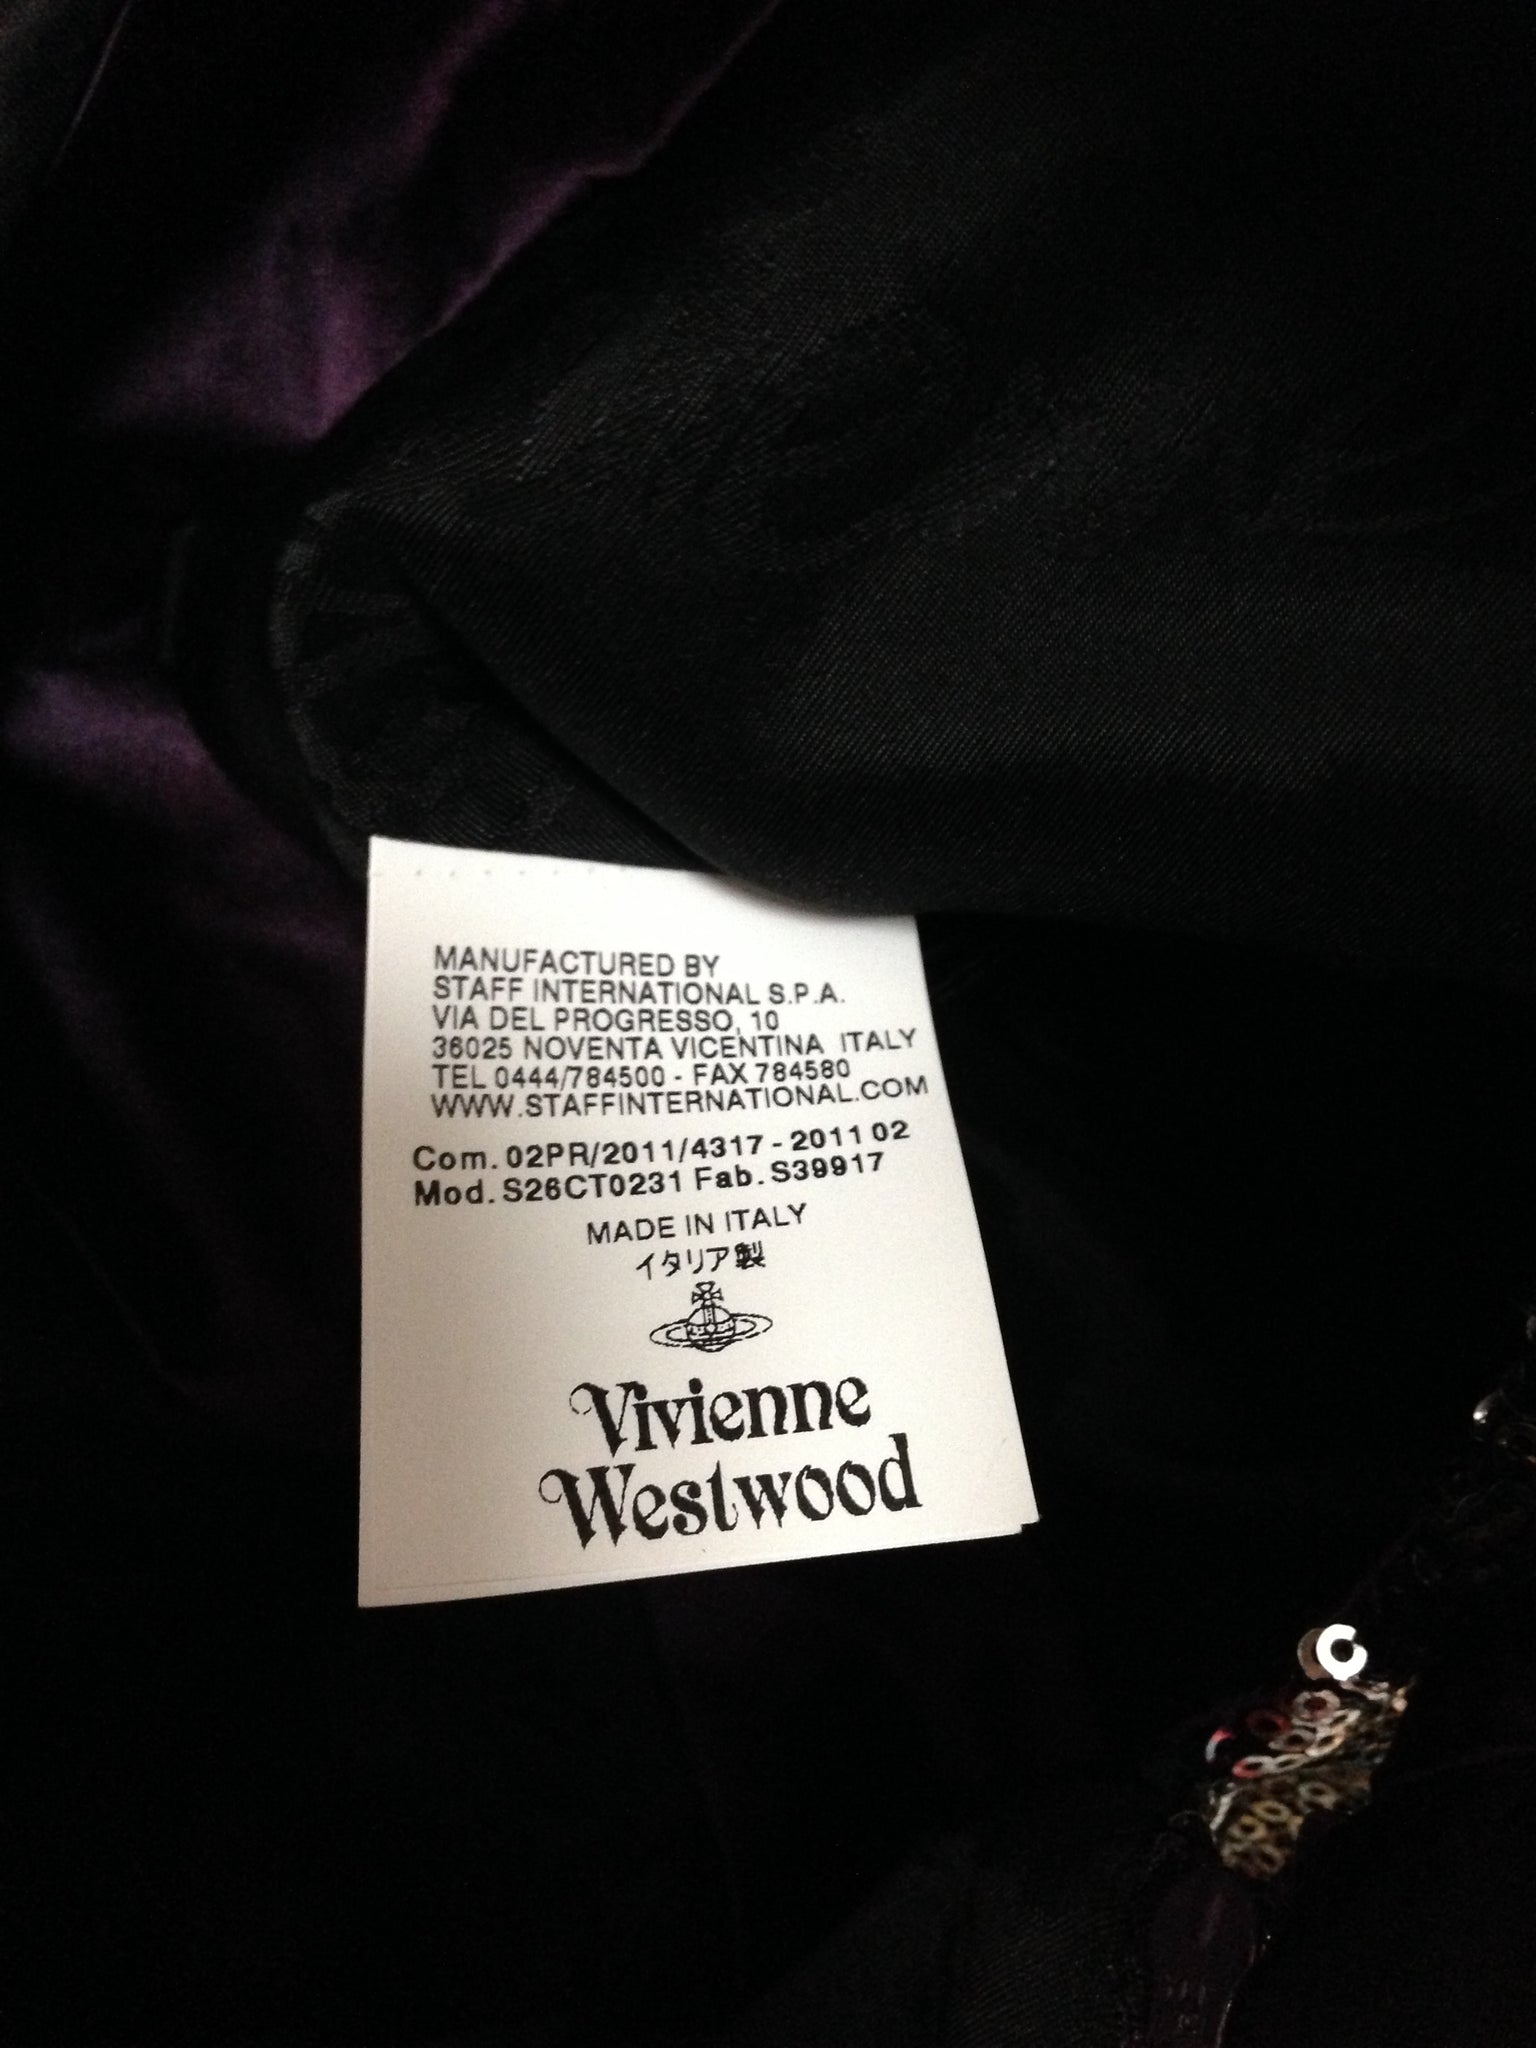 MANUFACTURED BY
STAFF INTERNATIONAL S.P.A.
VIA DEL PROGRESSO, 10
36025 NOVENTA VICENTINA ITALY
TEL 0444/784500 - FAX 784580
WWW.STAFFINTERNATIONAL.COM
Com. 02PR/2011/4317 - 2011 02
Mod. S26CT0231 Fab. S39917
MADE IN ITALY
イタリア製
Vivienne
Westwood